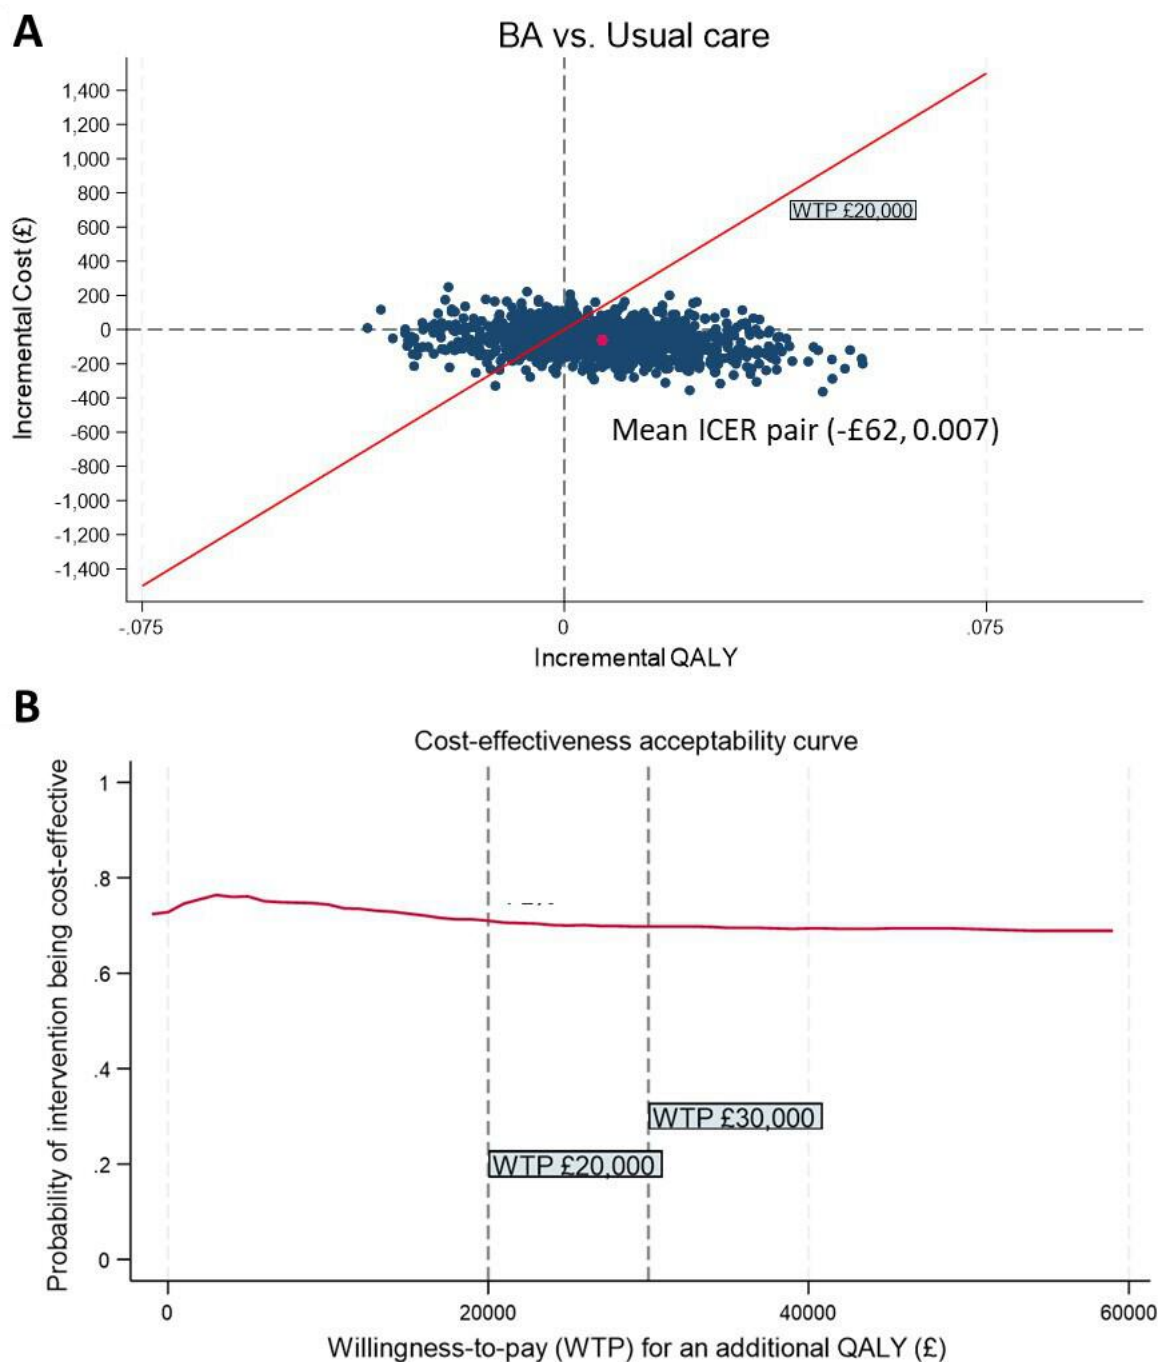 A
BA vs. Usual care
1,400
1,200
1,000
800
600
400
200
0
-200
-400
-600
-800
-1,000
-1,200
-1,400
Incremental Cost (£)
WTP £20,000
Mean ICER pair (-£62, 0.007)
-.075
0
.075
Incremental QALY
B
Cost-effectiveness acceptability curve
Probability of intervention being cost-effective
1
.8
.6
.4
.2
0
WTP £30,000
WTP £20,000
0
20000
40000
60000
Willingness-to-pay (WTP) for an additional QALY (£)